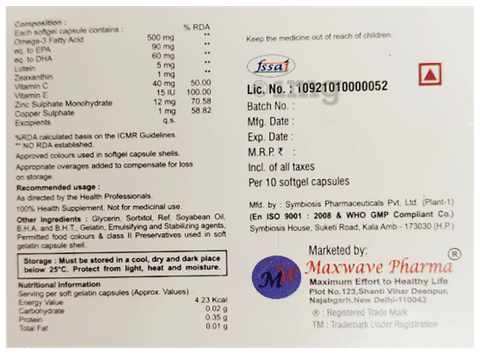 Composition :
Each softgel capsule contains : % RDA
Omega-3 Fatty Acid 500 mg **
eq. to EPA 90 mg **
eq. to DHA 60 mg **
Lutein 5 mg **
Zeaxanthin 1 mg **
Vitamin C 40 mg 50.00
Vitamin E 15 IU 100.00
Zinc Sulphate Monohydrate 12 mg 70.58
Copper Sulphate 1 mg 58.82
Excipients q.s.
%RDA calculated based on the ICMR Guidelines.
** NO RDA established.
Approved colours used in softgel capsule shells.
Appropriate overages added to compensate for loss
on storage.
Recommended usage :
As directed by the Health Professionals.
100% Health Supplement. Not for medicinal use.
Other Ingredients : Glycerin, Sorbitol, Ref. Soyabean Oil,
B.H.A. and B.H.T., Gelatin, Emulsifying and Stabilizing agents,
Permitted food colours & class II Preservatives used in soft
gelatin capsule shell.
Storage : Must be stored in a cool, dry and dark place
below 25°C. Protect from light, heat and moisture.
Nutritional Information
Serving per soft gelatin capsules (Approx. Values)
Energy Value 4.23 Kcal
Carbohydrate 0.02 g
Protein 0.35 g
Total Fat 0.01 g
Keep the medicine out of reach of children.
fssai
Lic. No. : 10921010000052
Batch No. :
Mfg. Date :
Exp. Date :
M.R.P. ₹ :
Incl. of all taxes
Per 10 softgel capsules
Mfd. by : Symbiosis Pharmaceuticals Pvt. Ltd. (Plant-1)
(En ISO 9001 : 2008 & WHO GMP Compliant Co.)
Symbiosis House, Suketi Road, Kala Amb - 173030 (H.P.)
Marketed by:
MW Maxwave Pharma ®
Maximum Effort to Healthy Life
Plot No.123,Shanti Vihar Deenpur,
Najabgarh,New Delhi-110043
® : Registered Trade Mark
TM : Trademark Under Registration